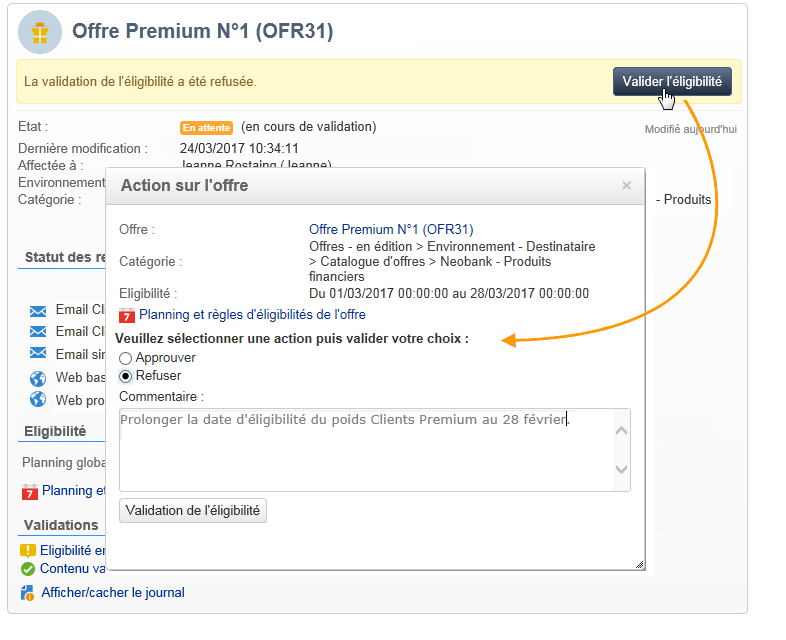 Offre Premium N°1 (OFR31)
La validation de l'éligibilité a été refusée.
Valider l'éligibilité
Etat :
En attente (en cours de validation)
Modifié aujourd'hui
Dernière modification :
24/03/2017 10:34:11
Affectée à :
Jeanne Rostaing (Jeanne)
Environnement
Catégorie :
- Produits
Action sur l'offre
×
Offre :
Offre Premium N°1 (OFR31)
Catégorie :
Offres - en édition > Environnement - Destinataire
> Catalogue d'offres > Neobank - Produits
financiers
Eligibilité :
Du 01/03/2017 00:00:00 au 28/03/2017 00:00:00
7 Planning et règles d'éligibilités de l'offre
Veuillez sélectionner une action puis valider votre choix :
Approuver
Refuser
Commentaire :
Prolonger la date d'éligibilité du poids Clients Premium au 28 février.
Validation de l'éligibilité
Statut des re
Email Cl
Email Cl
Email sim
Web bas
Web pro
Eligibilité
Planning globa
7 Planning et
Validations
Eligibilité en
Contenu va
Afficher/cacher le journal